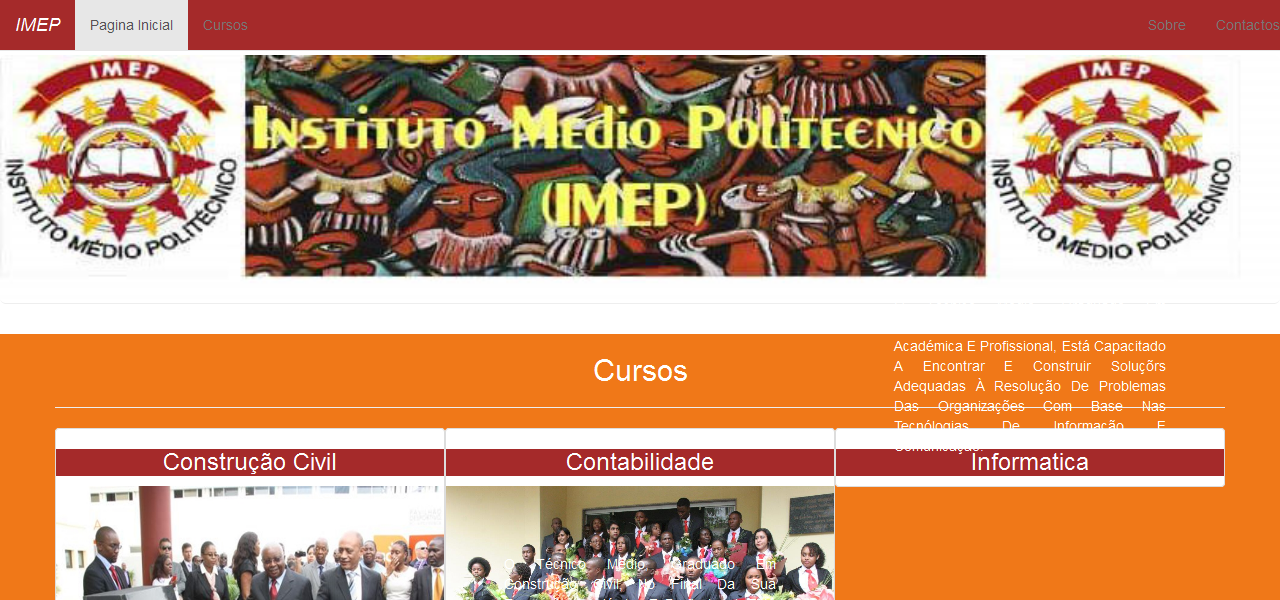 IMEP
Pagina Inicial
Cursos
Sobre
Contactos
IMEP
INSTITUTO MÉDIO POLITÉCNICO
INSTITUTO MEDIO POLITECNICO
(IMEP)
IMEP
INSTITUTO MÉDIO POLITÉCNICO
Cursos
Académica E Profissional, Está Capacitado
A Encontrar E Construir Soluçõrs
Adequadas À Resolução De Problemas
Das Organizações Com Base Nas
Tecnólogias De Informação E
Comunicação.
Construção Civil
Contabilidade
Informatica
O Técnico Médio Graduado Em
Construção Civil, No Final Da Sua